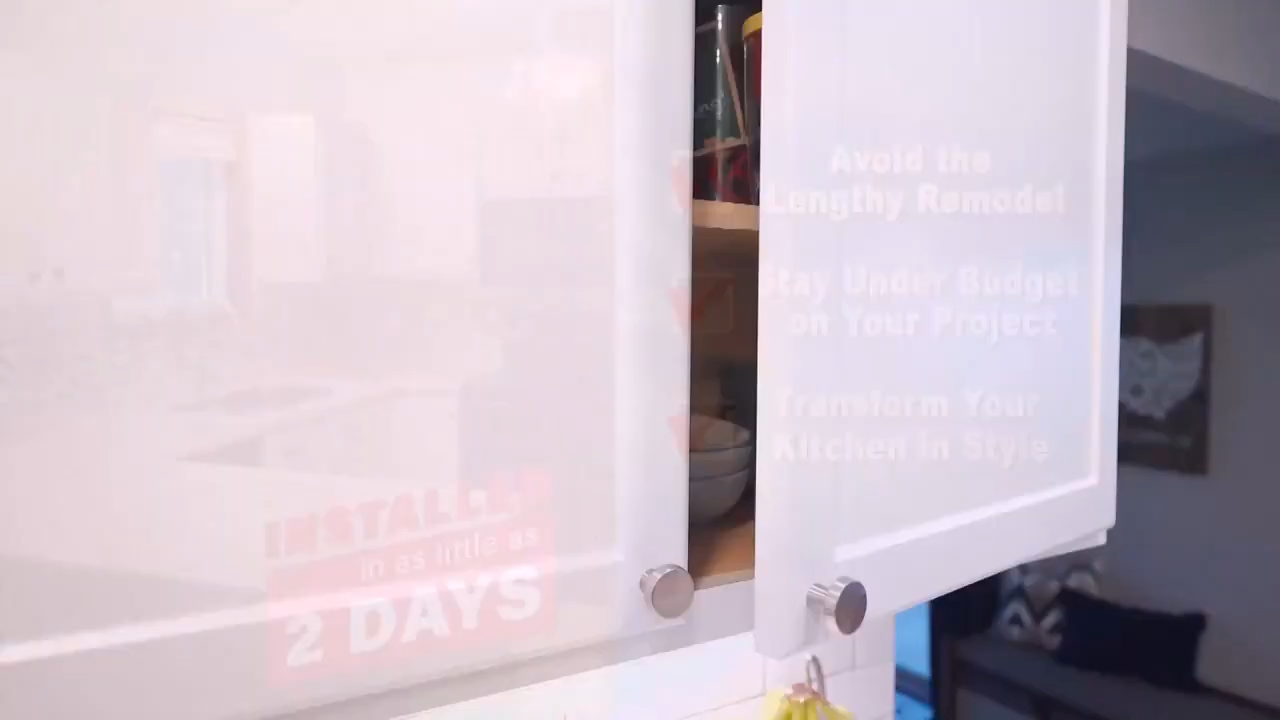 Avoid the
Lengthy Remodel
Stay Under Budget
on Your Project
Transform Your
Kitchen in Style
INSTALLED
in as little as
2 DAYS